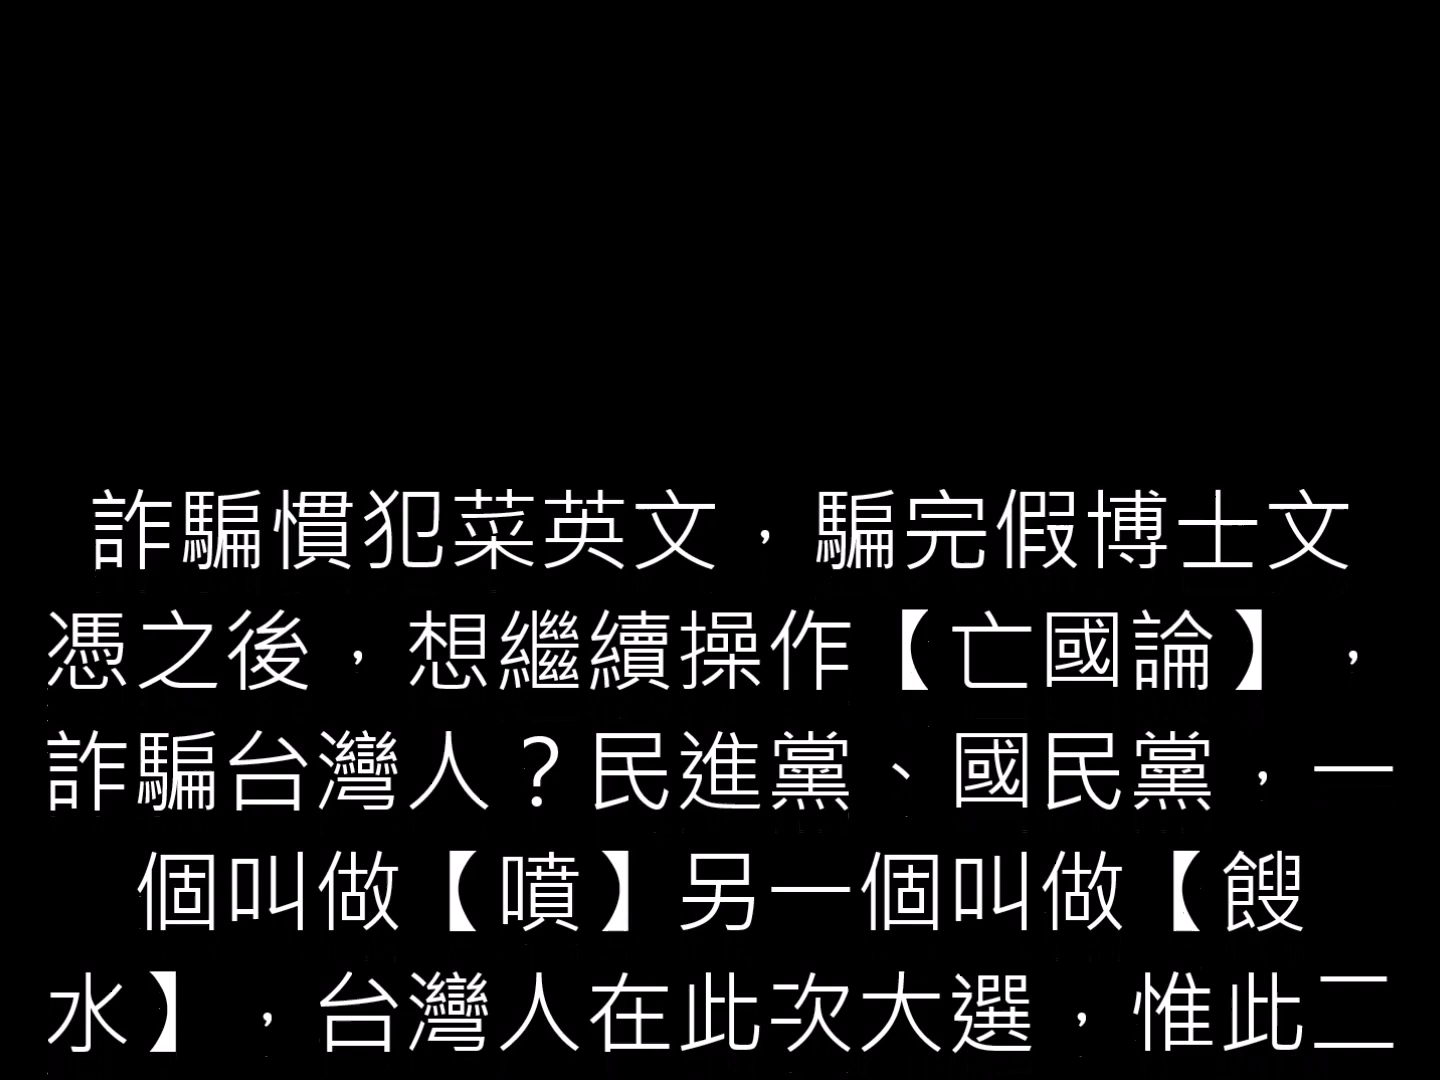 詐騙慣犯菜英文，騙完假博士文
憑之後，想繼續操作【亡國論】，
詐騙台灣人？民進黨、國民黨，一
個叫做【噴】另一個叫做【餿
水】，台灣人在此次大選，惟此二